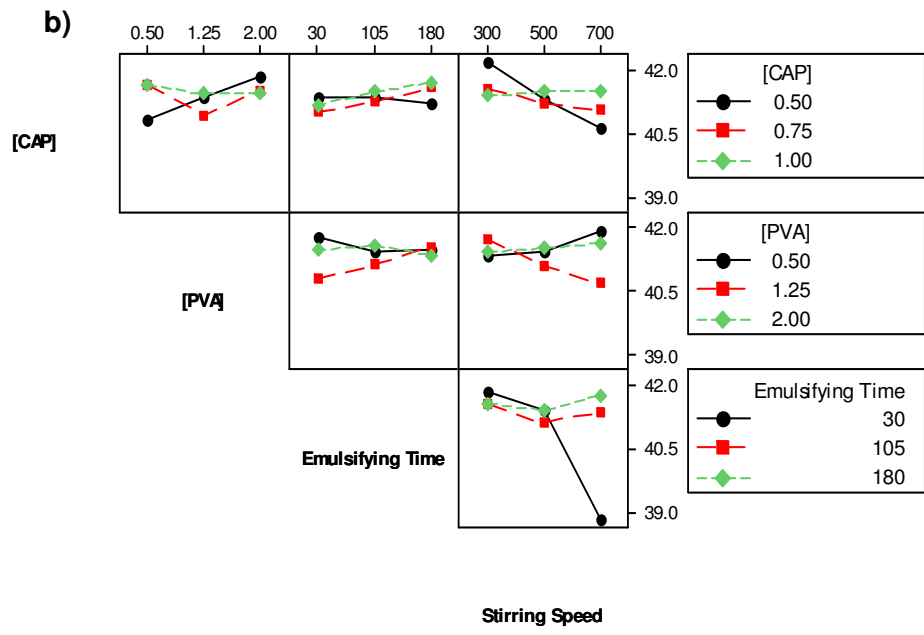 b)
0.50 1.25 2.00 30 105 180 300 500 700
[CAP]
42.0
40.5
39.0
[CAP]
0.50
0.75
1.00
[PVA]
42.0
40.5
39.0
[PVA]
0.50
1.25
2.00
Emulsifying Time
42.0
40.5
39.0
Emulsifying Time
30
105
180
Stirring Speed